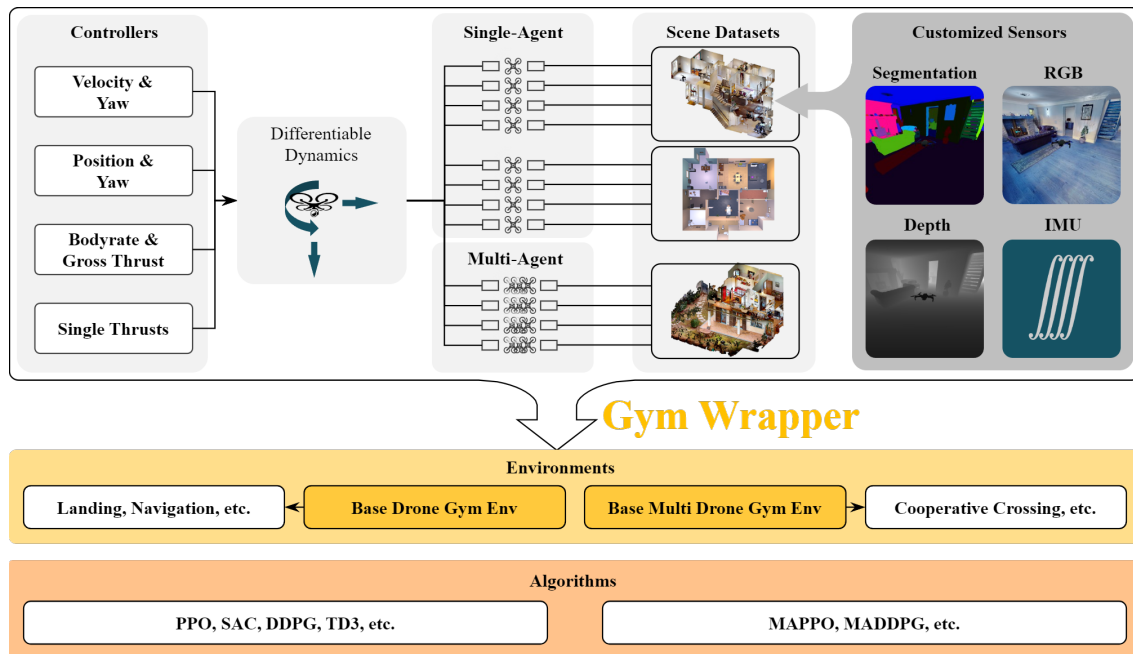 Controllers
Velocity &
Yaw
Position &
Yaw
Bodyrate &
Gross Thrust
Single Thrusts
Differentiable
Dynamics
Single-Agent
Multi-Agent
Scene Datasets
Customized Sensors
Segmentation
RGB
Depth
IMU
Gym Wrapper
Environments
Landing, Navigation, etc.
Base Drone Gym Env
Base Multi Drone Gym Env
Cooperative Crossing, etc.
Algorithms
PPO, SAC, DDPG, TD3, etc.
MAPPO, MADDPG, etc.